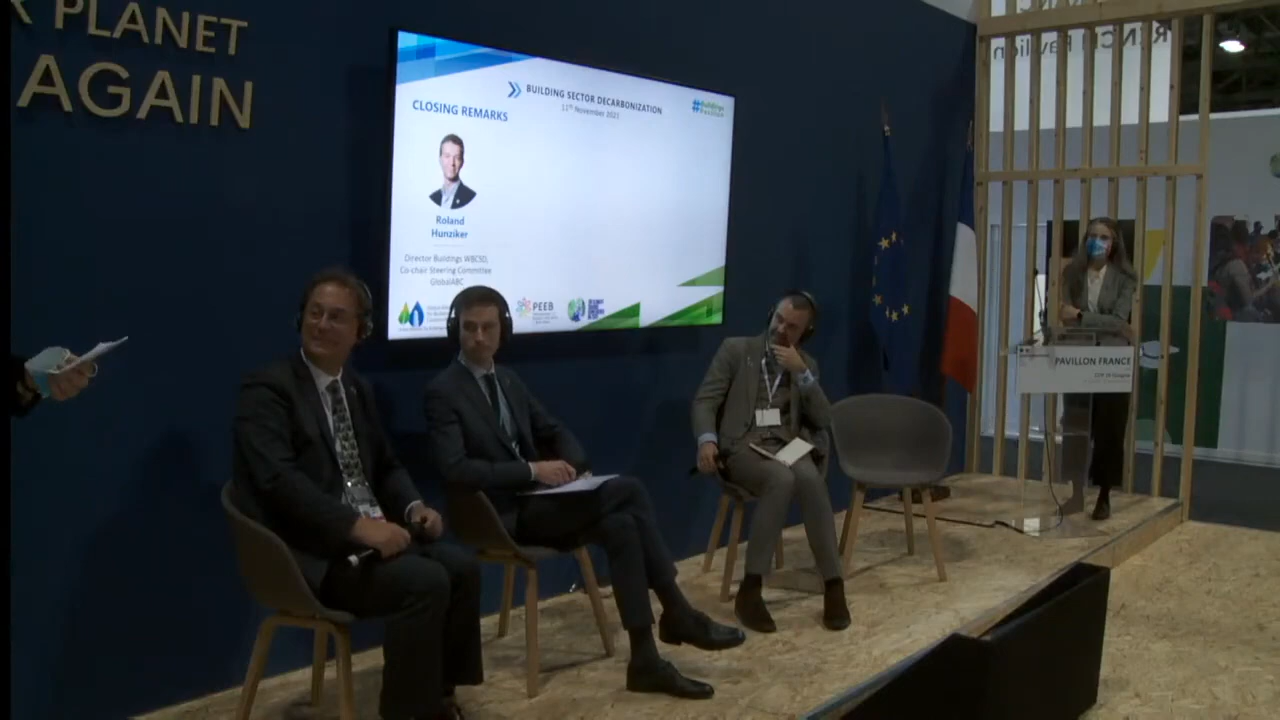 R PLANET
AGAIN
BUILDING SECTOR DECARBONIZATION
11th November 2021
CLOSING REMARKS
Roland
Hunziker
Director Buildings WBCSD,
Co-chair Steering Committee
GlobalABC
PEEB
PAVILLON FRANCE